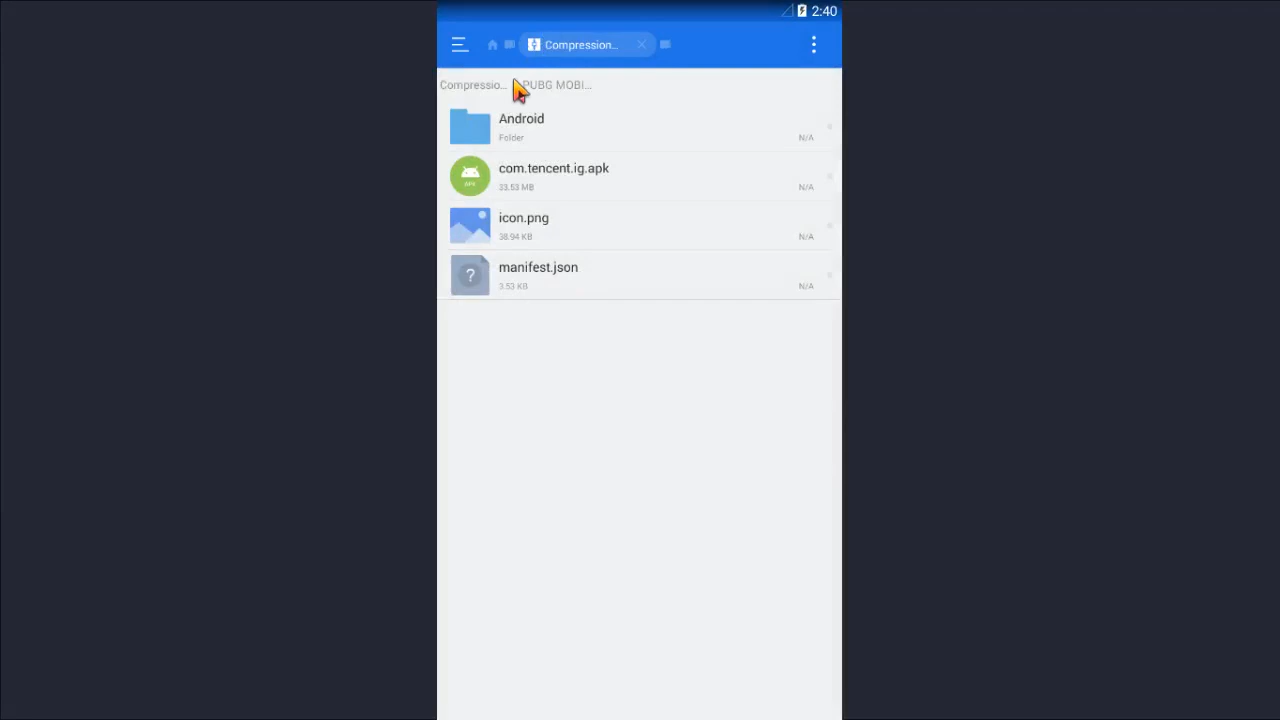 2:40
Compression...
Compressio... PUBG MOBI...
Android
Folder
N/A
com.tencent.ig.apk
APK
33.53 MB
N/A
icon.png
38.94 KB
N/A
?
manifest.json
3.53 KB
N/A